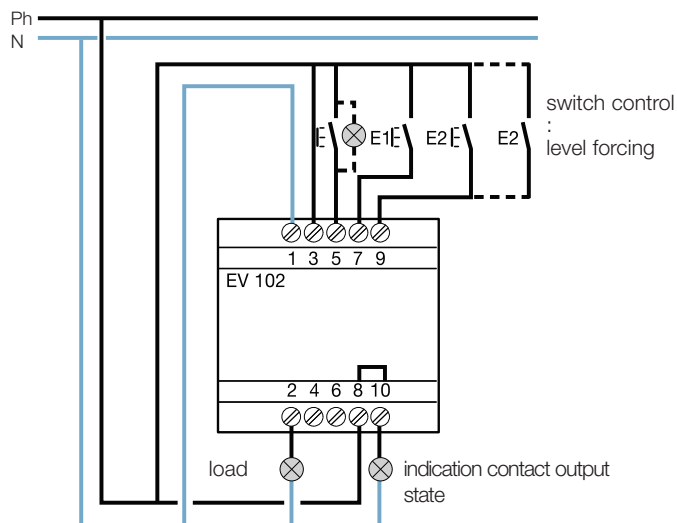 Ph
N
E1 E2 E2
switch control
:
level forcing
1 3 5 7 9
EV 102
2 4 6 8 10
load
indication contact output
state